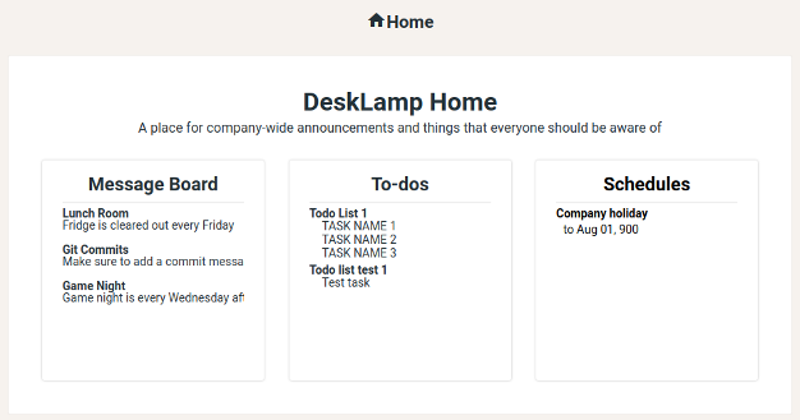 Home
DeskLamp Home
A place for company-wide announcements and things that everyone should be aware of
Message Board
Lunch Room
Fridge is cleared out every Friday
Git Commits
Make sure to add a commit messa
Game Night
Game night is every Wednesday aft
To-dos
Todo List 1
TASK NAME 1
TASK NAME 2
TASK NAME 3
Todo list test 1
Test task
Schedules
Company holiday
to Aug 01, 900